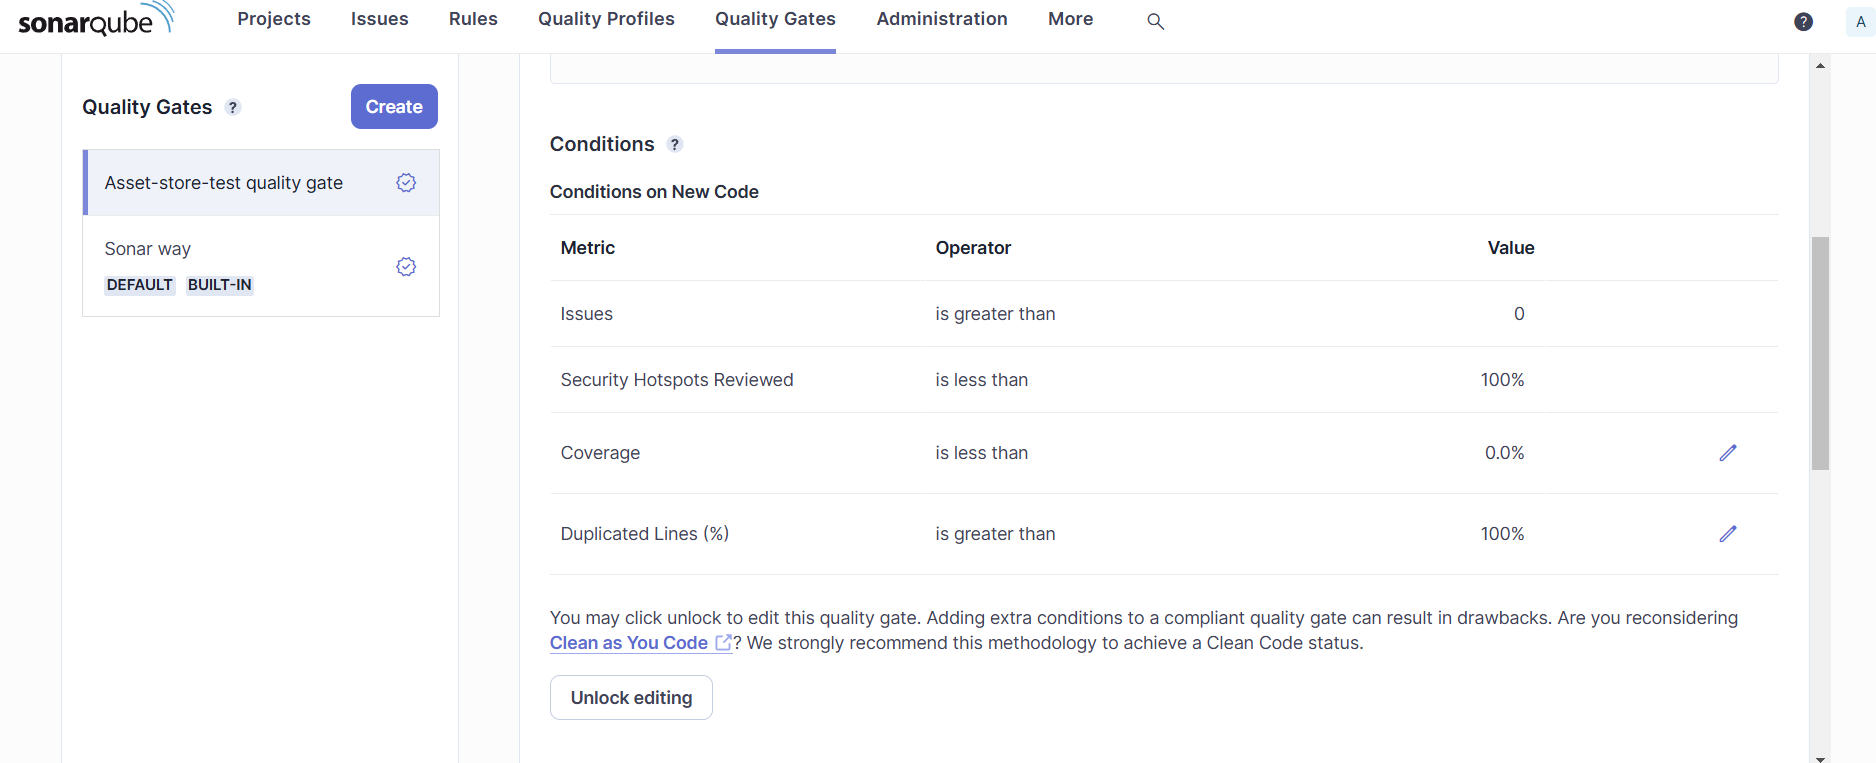 sonarqube Projects Issues Rules Quality Profiles Quality Gates Administration More ? A
Quality Gates ? Create
Asset-store-test quality gate
Sonar way
DEFAULT BUILT-IN
Conditions ?
Conditions on New Code
Metric Operator Value
Issues is greater than 0
Security Hotspots Reviewed is less than 100%
Coverage is less than 0.0%
Duplicated Lines (%) is greater than 100%
You may click unlock to edit this quality gate. Adding extra conditions to a compliant quality gate can result in drawbacks. Are you reconsidering
Clean as You Code ? We strongly recommend this methodology to achieve a Clean Code status.
Unlock editing